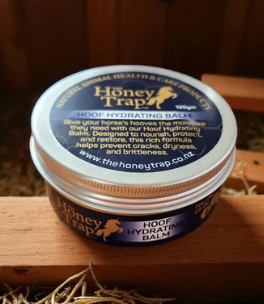 NATURAL ANIMAL HEALTH & CARE PRODUCTS
The
Honey
Trap
120gm
HOOF HYDRATING BALM
Give your horse's hooves the moisture
they need with our Hoof Hydrating
Balm. Designed to nourish, protect,
and restore, this rich formula
helps prevent cracks, dryness,
and brittleness.
www.thehoneytrap.co.nz
Honey
Trap
HOOF
HYDRATING
BALM